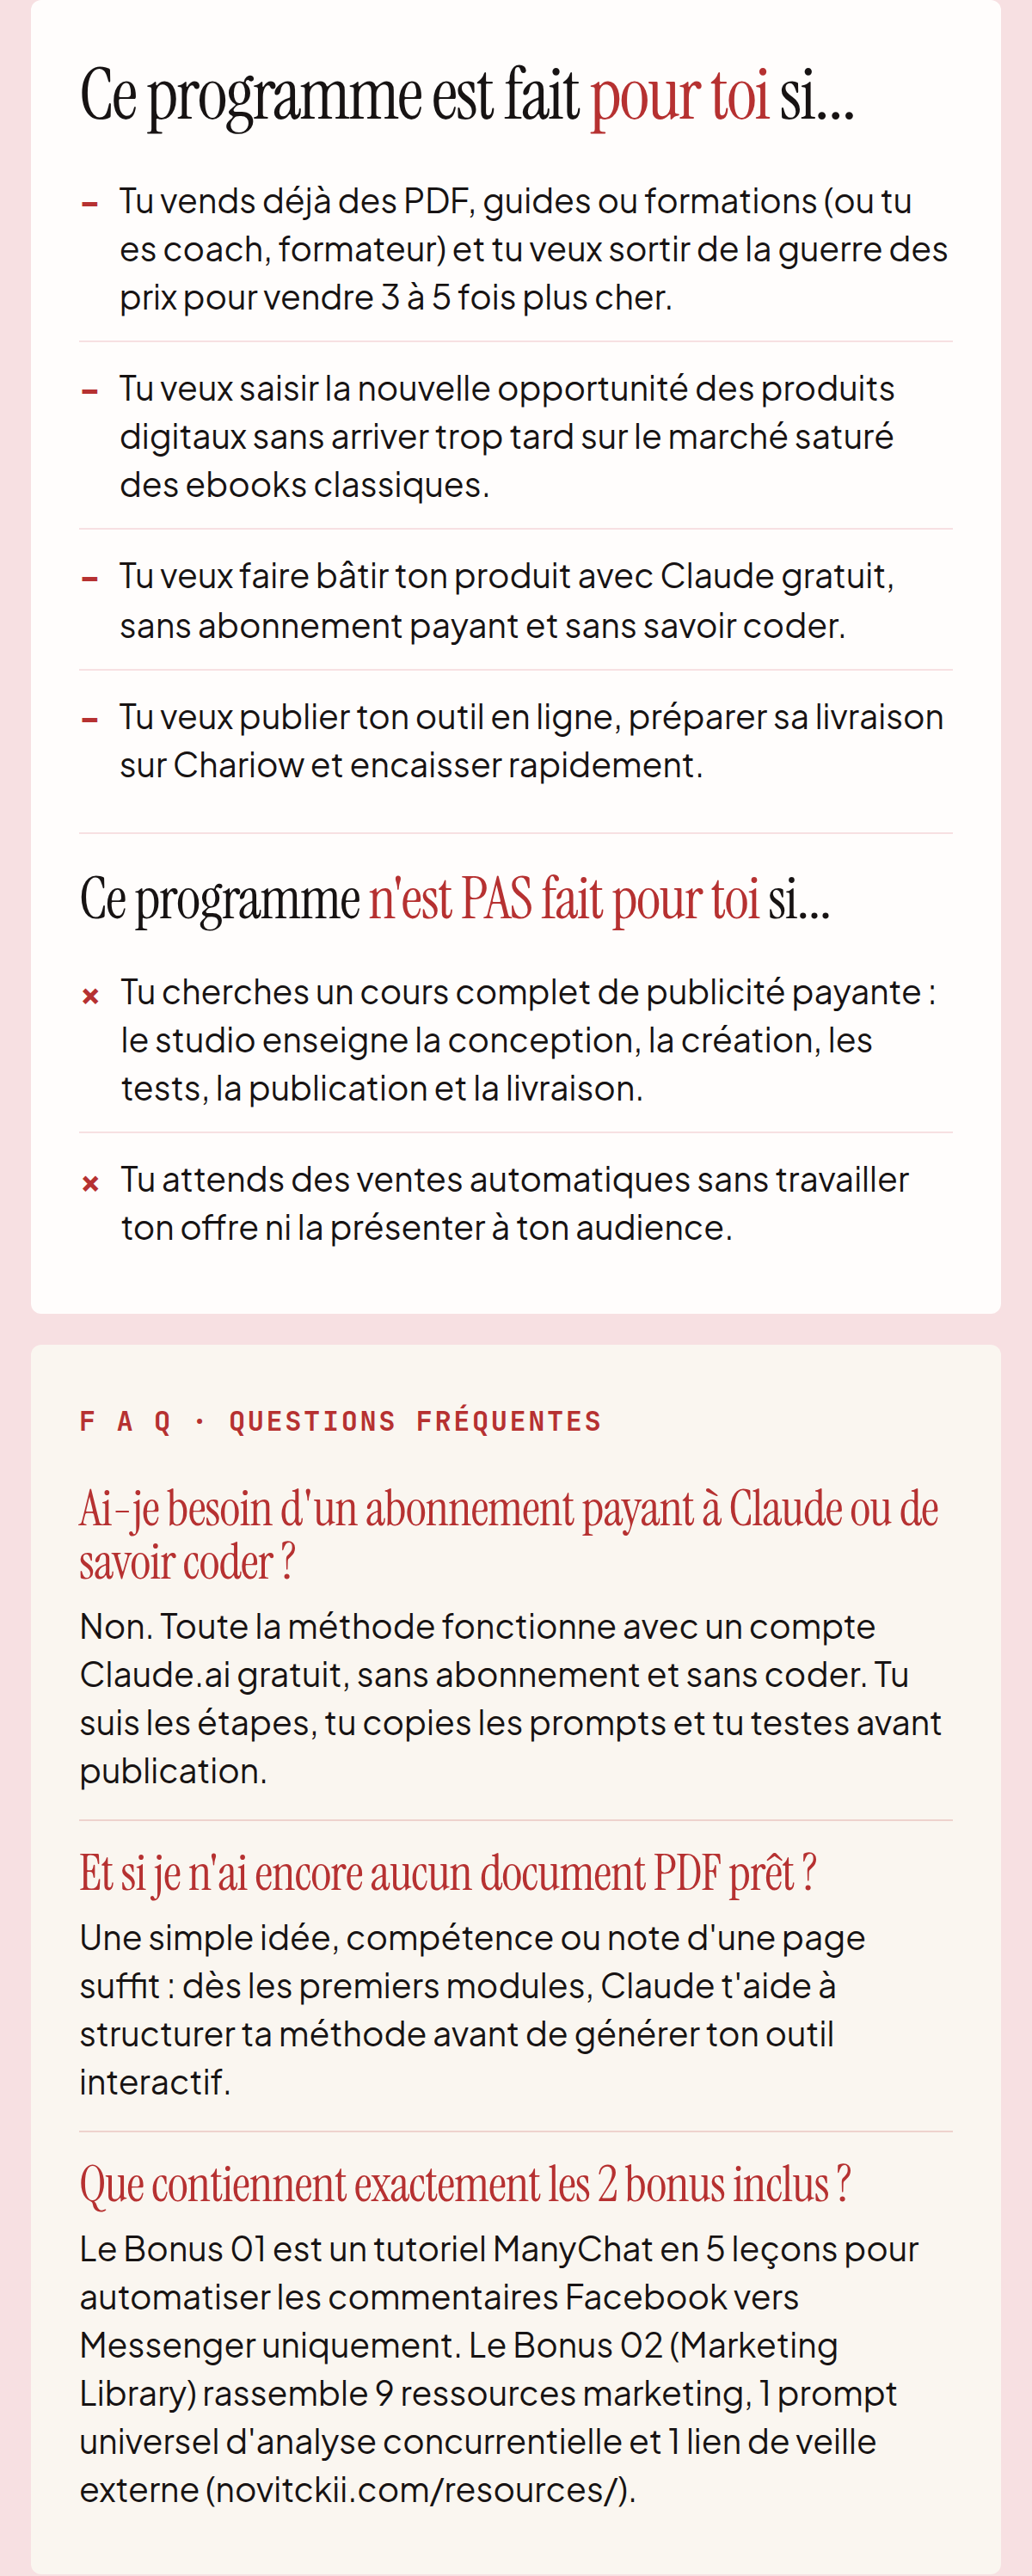 Ce programme est fait pour toi si...
– Tu vends déjà des PDF, guides ou formations (ou tu
es coach, formateur) et tu veux sortir de la guerre des
prix pour vendre 3 à 5 fois plus cher.
– Tu veux saisir la nouvelle opportunité des produits
digitaux sans arriver trop tard sur le marché saturé
des ebooks classiques.
– Tu veux faire bâtir ton produit avec Claude gratuit,
sans abonnement payant et sans savoir coder.
– Tu veux publier ton outil en ligne, préparer sa livraison
sur Chariow et encaisser rapidement.
Ce programme n'est PAS fait pour toi si...
× Tu cherches un cours complet de publicité payante :
le studio enseigne la conception, la création, les
tests, la publication et la livraison.
× Tu attends des ventes automatiques sans travailler
ton offre ni la présenter à ton audience.
F A Q · QUESTIONS FRÉQUENTES
Ai-je besoin d'un abonnement payant à Claude ou de
savoir coder ?
Non. Toute la méthode fonctionne avec un compte
Claude.ai gratuit, sans abonnement et sans coder. Tu
suis les étapes, tu copies les prompts et tu testes avant
publication.
Et si je n'ai encore aucun document PDF prêt ?
Une simple idée, compétence ou note d'une page
suffit : dès les premiers modules, Claude t'aide à
structurer ta méthode avant de générer ton outil
interactif.
Que contiennent exactement les 2 bonus inclus ?
Le Bonus 01 est un tutoriel ManyChat en 5 leçons pour
automatiser les commentaires Facebook vers
Messenger uniquement. Le Bonus 02 (Marketing
Library) rassemble 9 ressources marketing, 1 prompt
universel d'analyse concurrentielle et 1 lien de veille
externe (novitckii.com/resources/).